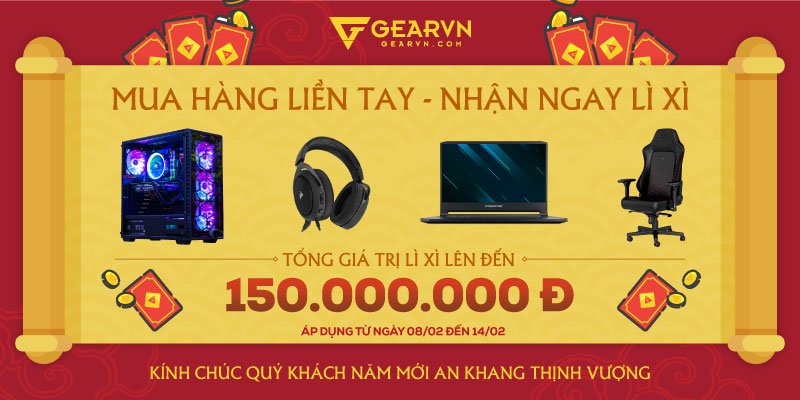 GEARVN
GEARVN.COM
MUA HÀNG LIỀN TAY - NHẬN NGAY LÌ XÌ
TỔNG GIÁ TRỊ LÌ XÌ LÊN ĐẾN
150.000.000 Đ
ÁP DỤNG TỪ NGÀY 08/02 ĐẾN 14/02
KÍNH CHÚC QUÝ KHÁCH NĂM MỚI AN KHANG THỊNH VƯỢNG